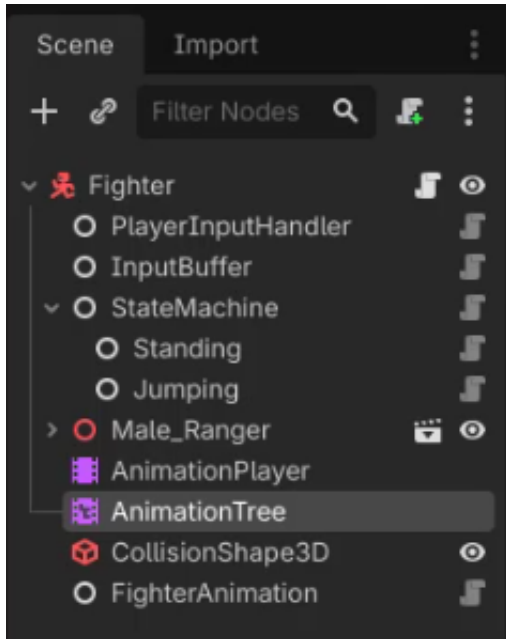 Scene Import
Filter Nodes
Fighter
PlayerInputHandler
InputBuffer
StateMachine
Standing
Jumping
Male_Ranger
AnimationPlayer
AnimationTree
CollisionShape3D
FighterAnimation